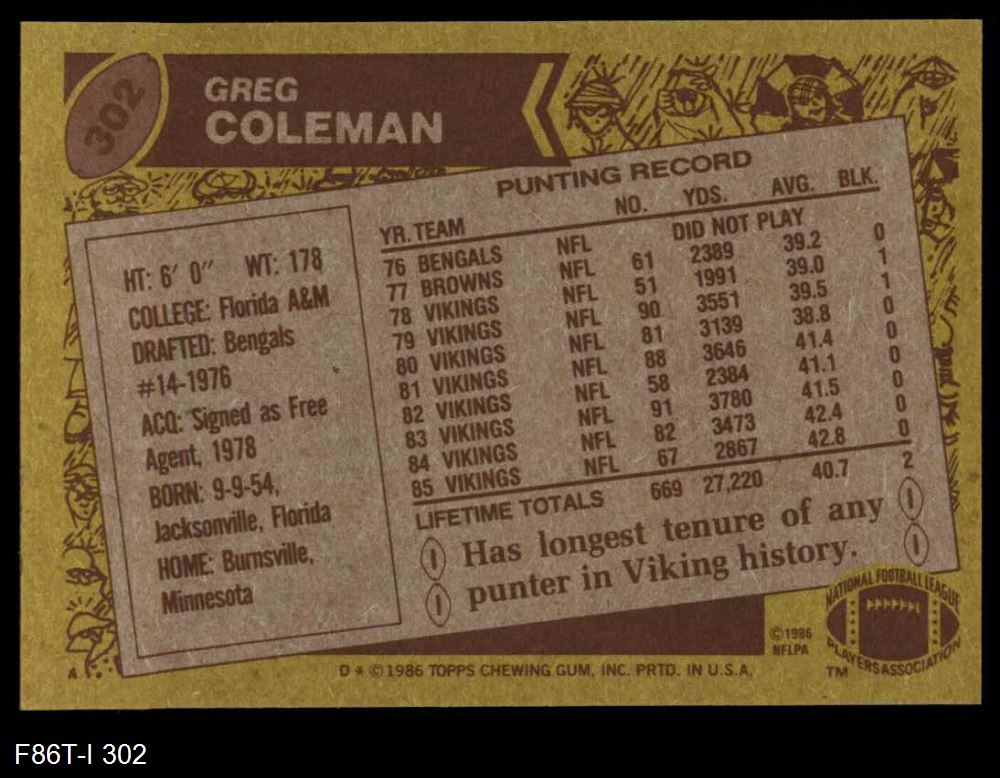 302
GREG
COLEMAN
PUNTING RECORD
YR. TEAM NO. YDS. AVG. BLK.
76 BENGALS NFL DID NOT PLAY
77 BROWNS NFL 61 2389 39.2 0
78 VIKINGS NFL 51 1991 39.0 1
79 VIKINGS NFL 90 3551 39.5 1
80 VIKINGS NFL 81 3139 38.8 0
81 VIKINGS NFL 88 3646 41.4 0
82 VIKINGS NFL 58 2384 41.1 0
83 VIKINGS NFL 91 3780 41.5 0
84 VIKINGS NFL 82 3473 42.4 0
85 VIKINGS NFL 67 2867 42.8 0
LIFETIME TOTALS 669 27,220 40.7 2
Has longest tenure of any
punter in Viking history.
HT: 6' 0" WT: 178
COLLEGE: Florida A&M
DRAFTED: Bengals
#14-1976
ACQ: Signed as Free
Agent, 1978
BORN: 9-9-54,
Jacksonville, Florida
HOME: Burnsville,
Minnesota
©1986
NFLPA
NATIONAL FOOTBALL LEAGUE
PLAYERS ASSOCIATION
TM
A
D * © 1986 TOPPS CHEWING GUM, INC. PRTD. IN U.S.A.
F86T-I 302